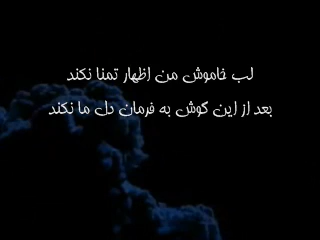 لب خاموش من اظهار تمنا نکند
بعد از این گوش به فرمان دل ما نکند